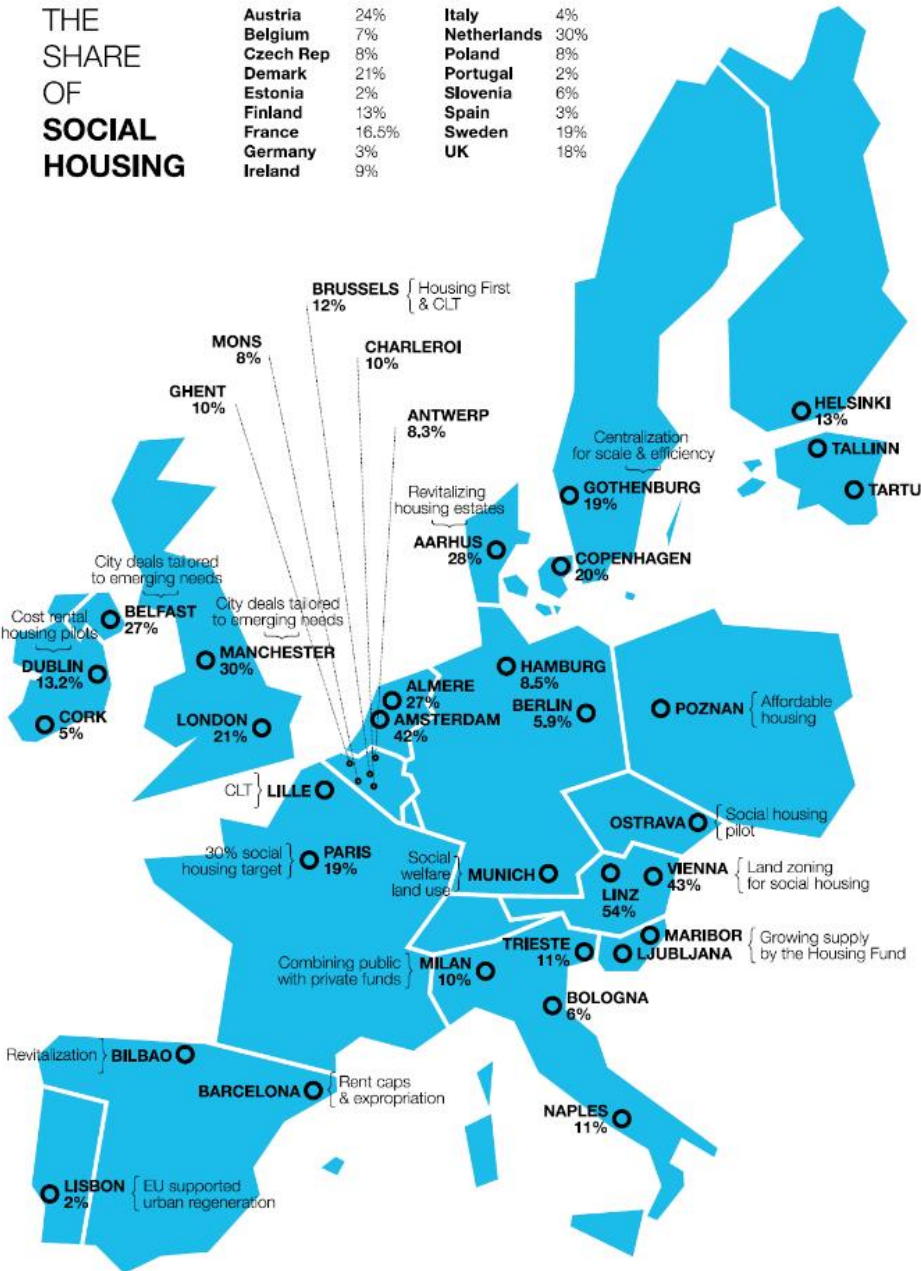 THE
SHARE
OF
SOCIAL
HOUSING
Austria 24%
Belgium 7%
Czech Rep 8%
Demark 21%
Estonia 2%
Finland 13%
France 16.5%
Germany 3%
Ireland 9%
Italy 4%
Netherlands 30%
Poland 8%
Portugal 2%
Slovenia 6%
Spain 3%
Sweden 19%
UK 18%
BRUSSELS
12%
Housing First
& CLT
MONS
8%
CHARLEROI
10%
GHENT
10%
ANTWERP
8.3%
HELSINKI
13%
TALLINN
TARTU
Centralization
for scale & efficiency
GOTHENBURG
19%
Revitalizing
housing estates
AARHUS
28%
COPENHAGEN
20%
City deals tailored
to emerging needs
BELFAST
27%
City deals tailored
to emerging needs
MANCHESTER
30%
Cost rental
housing pilots
DUBLIN
13.2%
CORK
5%
LONDON
21%
ALMERE
27%
AMSTERDAM
42%
HAMBURG
8.5%
BERLIN
5.9%
POZNAN
Affordable
housing
CLT
LILLE
OSTRAVA
Social housing
pilot
30% social
housing target
PARIS
19%
Social
welfare
land use
MUNICH
LINZ
54%
VIENNA
43%
Land zoning
for social housing
MARIBOR
LJUBLJANA
Growing supply
by the Housing Fund
TRIESTE
11%
Combining public
with private funds
MILAN
10%
BOLOGNA
6%
Revitalization
BILBAO
BARCELONA
Rent caps
& expropriation
NAPLES
11%
LISBON
2%
EU supported
urban regeneration